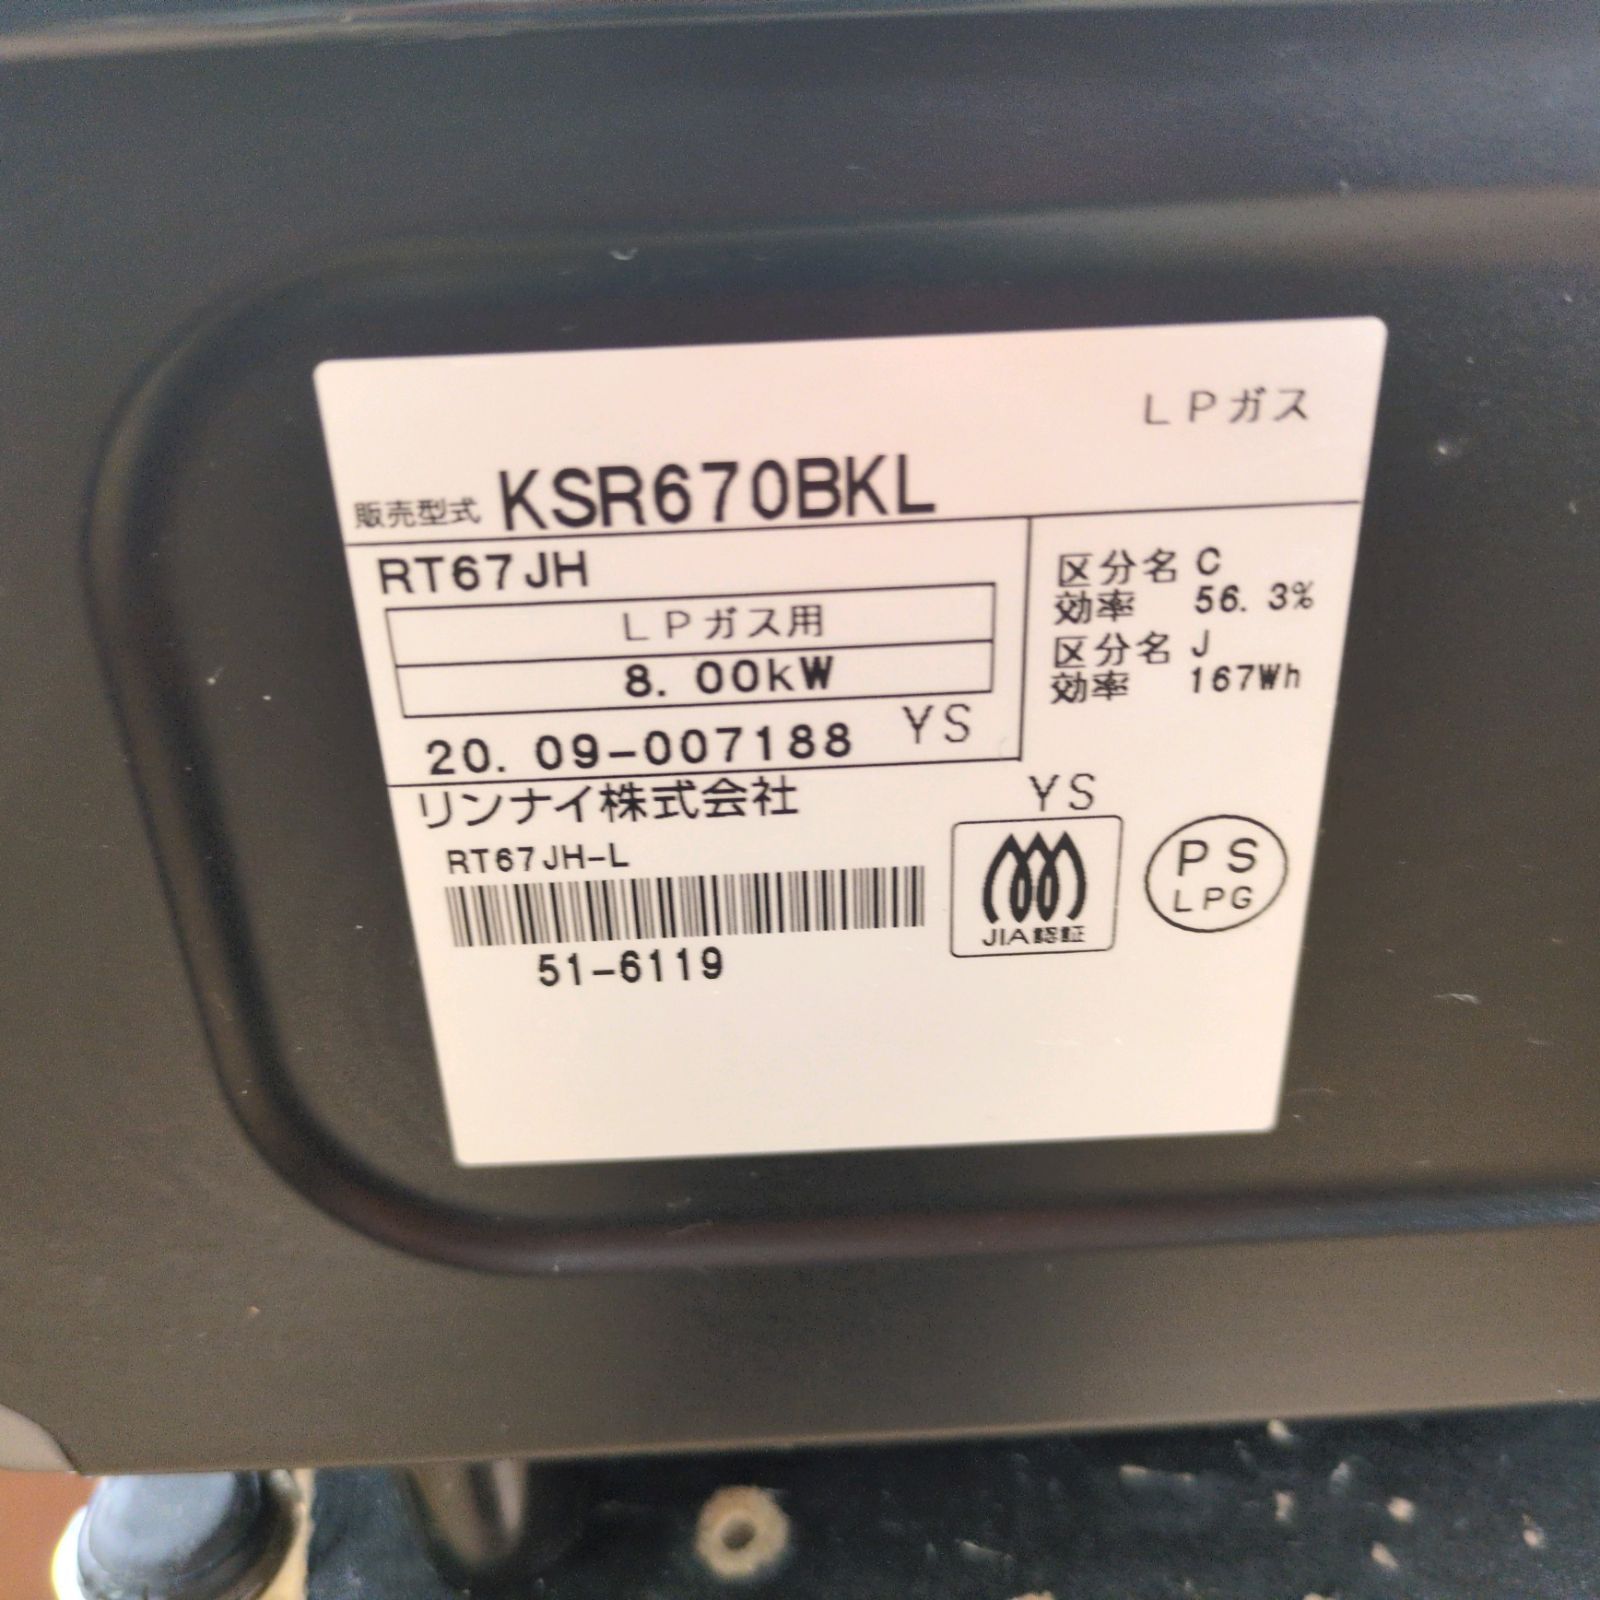 LPガス
販売型式 KSR670BKL
RT67JH
LPガス用
8.00kW
20.09-007188 YS
区分名 C
効率 56.3%
区分名 J
効率 167Wh
リンナイ株式会社
RT67JH-L
51-6119
YS
JIA認証
PS
LPG